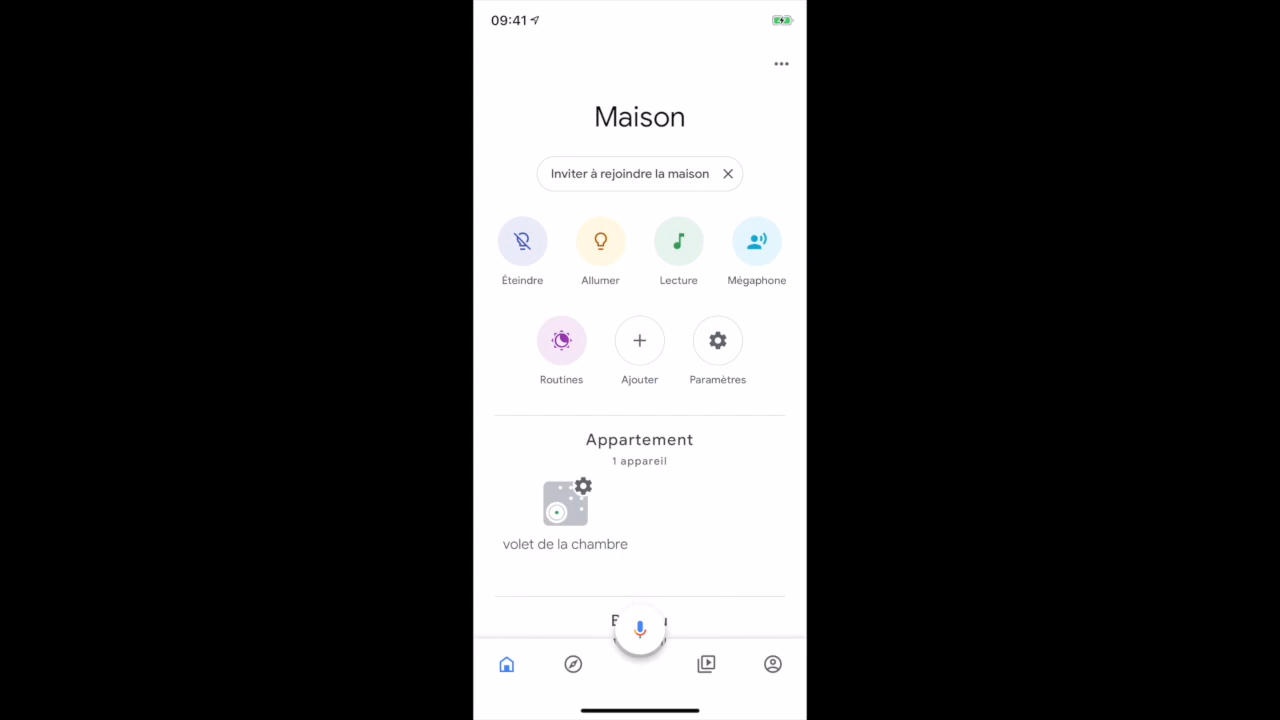 09:41
Maison
Inviter à rejoindre la maison
Éteindre
Allumer
Lecture
Mégaphone
Routines
Ajouter
Paramètres
Appartement
1 appareil
volet de la chambre